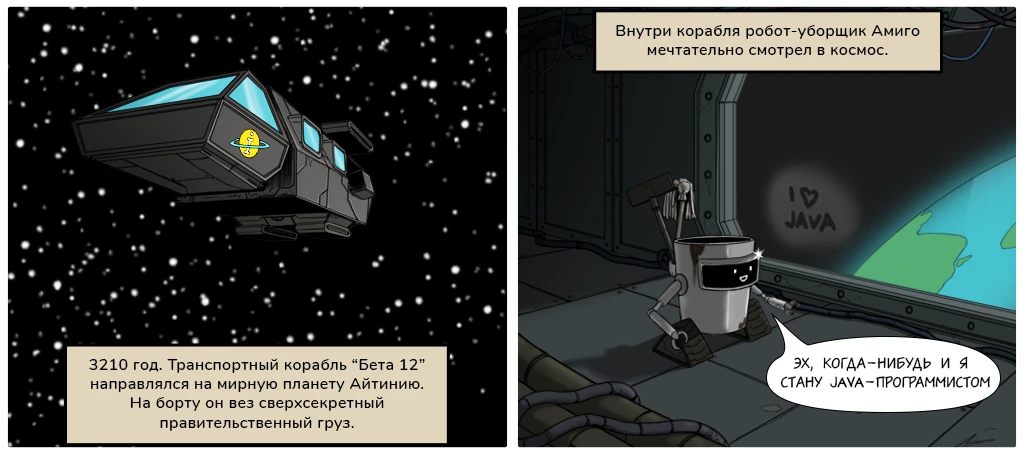 3210 год. Транспортный корабль “Бета 12”
направлялся на мирную планету Айтинию.
На борту он вез сверхсекретный
правительственный груз.
Внутри корабля робот-уборщик Амиго
мечтательно смотрел в космос.
I ♡
JAVA
ЭХ, КОГДА-НИБУДЬ И Я
СТАНУ JAVA-ПРОГРАММИСТОМ